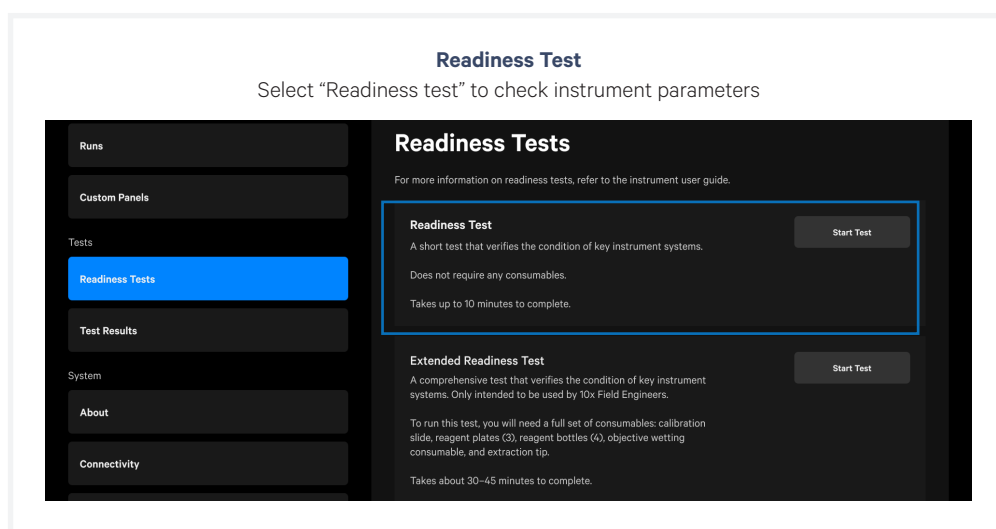 Readiness Test
Select “Readiness test” to check instrument parameters
Runs
Custom Panels
Tests
Readiness Tests
Test Results
System
About
Connectivity
Readiness Tests
For more information on readiness tests, refer to the instrument user guide.
Readiness Test
Start Test
A short test that verifies the condition of key instrument systems.
Does not require any consumables.
Takes up to 10 minutes to complete.
Extended Readiness Test
Start Test
A comprehensive test that verifies the condition of key instrument
systems. Only intended to be used by 10x Field Engineers.
To run this test, you will need a full set of consumables: calibration
slide, reagent plates (3), reagent bottles (4), objective wetting
consumable, and extraction tip.
Takes about 30–45 minutes to complete.